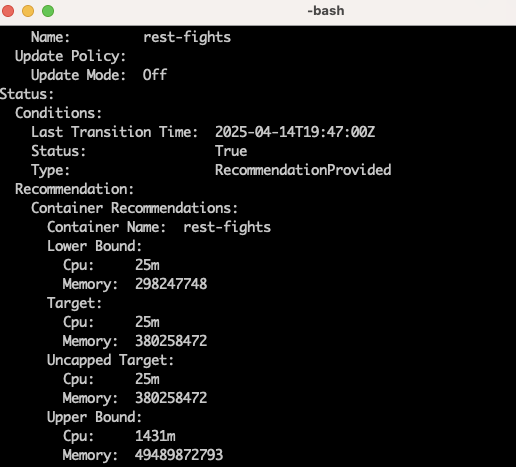 -bash
Name: rest-fights
Update Policy:
Update Mode: Off
Status:
Conditions:
Last Transition Time: 2025-04-14T19:47:00Z
Status: True
Type: RecommendationProvided
Recommendation:
Container Recommendations:
Container Name: rest-fights
Lower Bound:
Cpu: 25m
Memory: 298247748
Target:
Cpu: 25m
Memory: 380258472
Uncapped Target:
Cpu: 25m
Memory: 380258472
Upper Bound:
Cpu: 1431m
Memory: 49489872793